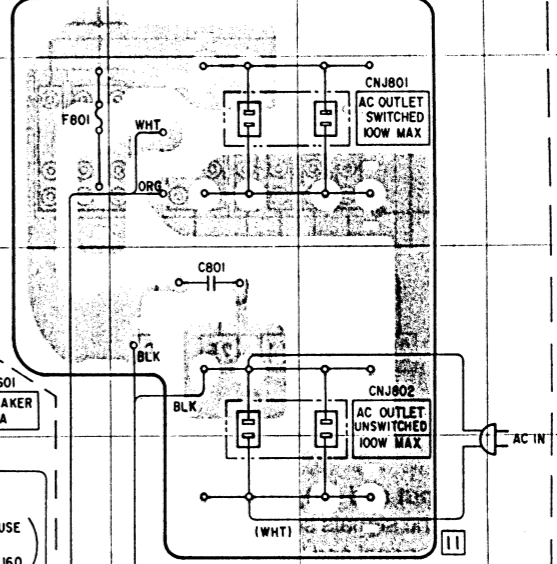 CNJ801
AC OUTLET
SWITCHED
100W MAX
F801
WHT
ORG
C801
BLK
BLK
CNJ802
AC OUTLET
UNSWITCHED
100W MAX
AC IN
(WHT)
11
AKER
A
USE
160